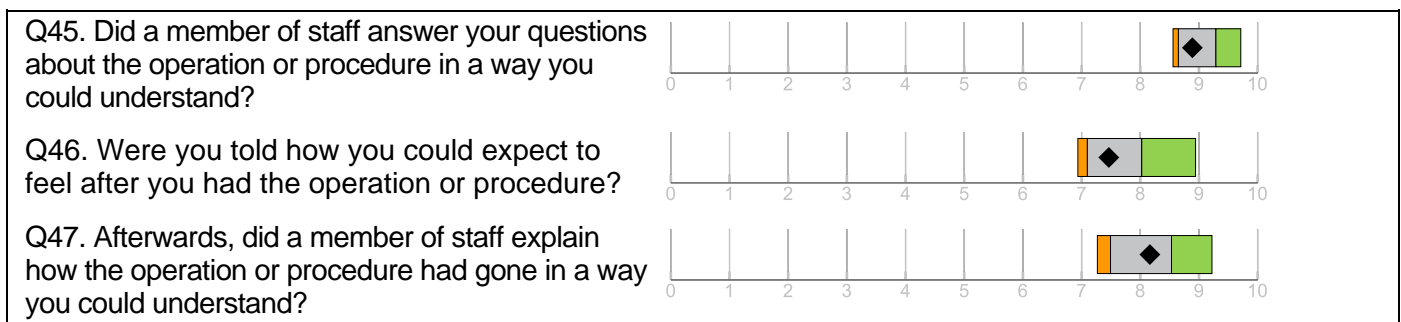 Q45. Did a member of staff answer your questions
about the operation or procedure in a way you
could understand?
0 1 2 3 4 5 6 7 8 9 10
Q46. Were you told how you could expect to
feel after you had the operation or procedure?
0 1 2 3 4 5 6 7 8 9 10
Q47. Afterwards, did a member of staff explain
how the operation or procedure had gone in a way
you could understand?
0 1 2 3 4 5 6 7 8 9 10